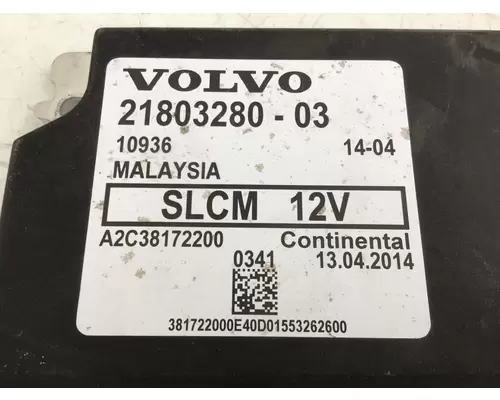 VOLVO
21803280 - 03
10936 14-04
MALAYSIA
SLCM 12V
A2C38172200 Continental
0341 13.04.2014
381722000E40D01553262600